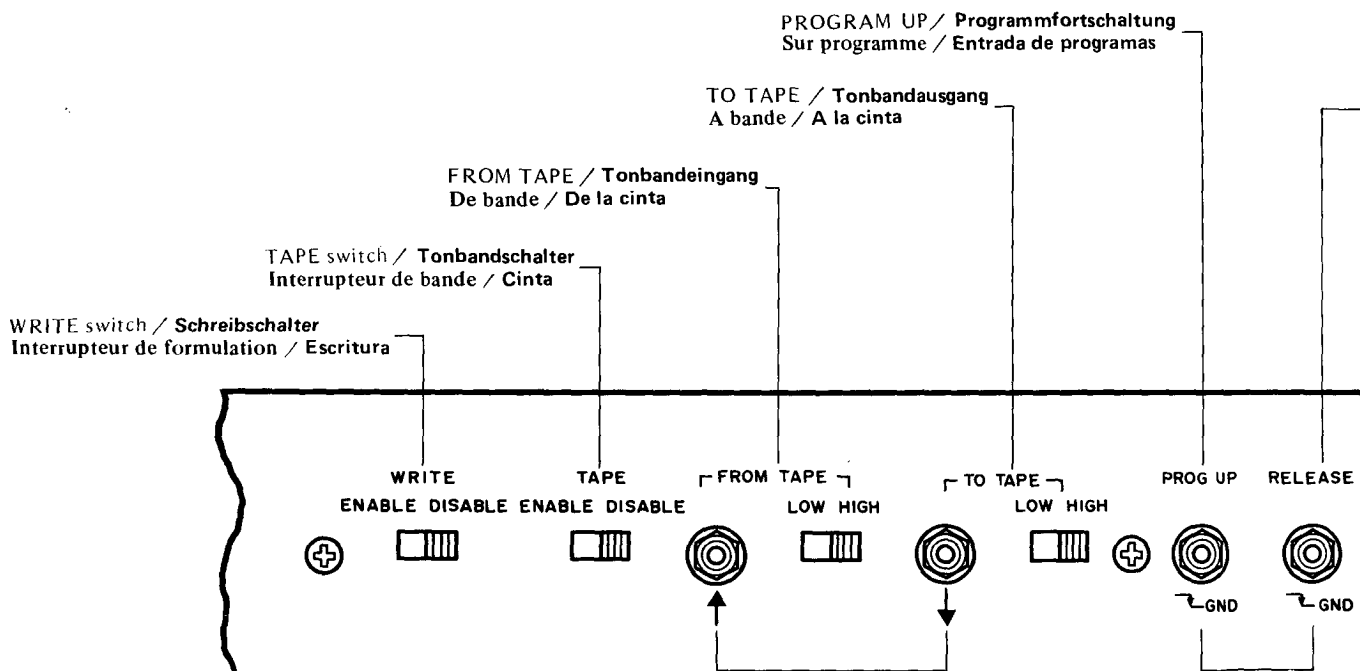 PROGRAM UP / Programmfortschaltung
Sur programme / Entrada de programas
TO TAPE / Tonbandausgang
A bande / A la cinta
FROM TAPE / Tonbandeingang
De bande / De la cinta
TAPE switch / Tonbandschalter
Interrupteur de bande / Cinta
WRITE switch / Schreibschalter
Interrupteur de formulation / Escritura
WRITE TAPE FROM TAPE TO TAPE PROG UP RELEASE
ENABLE DISABLE ENABLE DISABLE LOW HIGH LOW HIGH
GND GND